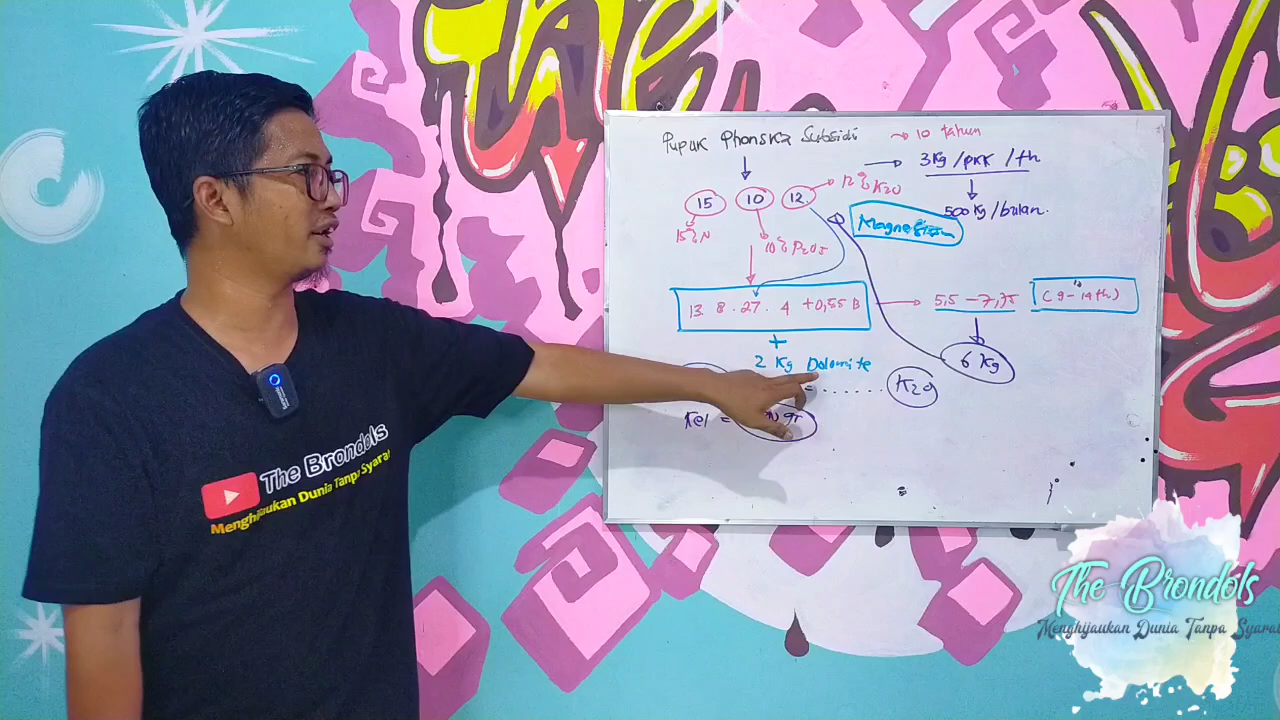 Pupuk Phonska Subsidi → 10 tahun
→ 3Kg/pkk/th
500 Kg/bulan.
15 10 12 → 12% K2O
15% N
10% P2O5
Magnesium
13. 8. 27. 4 +0,55 B → 5,5 - 7,75 (9-14th)
+
2 Kg Dolomite
6 Kg
K2O
The Brondols
Menghijaukan Dunia Tanpa Syarat
The Brondols
Menghijaukan Dunia Tanpa Syarat